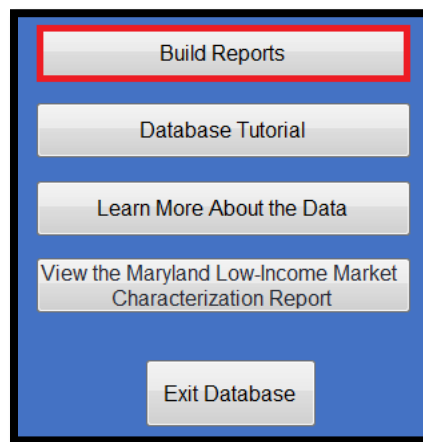 Build Reports
Database Tutorial
Learn More About the Data
View the Maryland Low-Income Market
Characterization Report
Exit Database